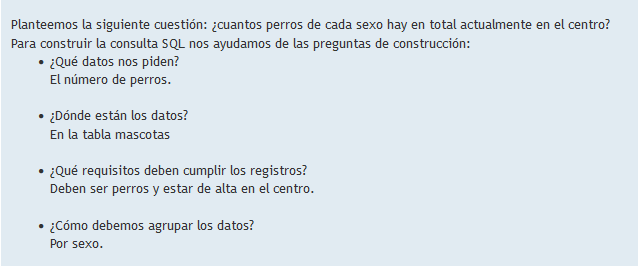 Planteemos la siguiente cuestión: ¿cuantos perros de cada sexo hay en total actualmente en el centro?
Para construir la consulta SQL nos ayudamos de las preguntas de construcción:
• ¿Qué datos nos piden?
El número de perros.
• ¿Dónde están los datos?
En la tabla mascotas
• ¿Qué requisitos deben cumplir los registros?
Deben ser perros y estar de alta en el centro.
• ¿Cómo debemos agrupar los datos?
Por sexo.